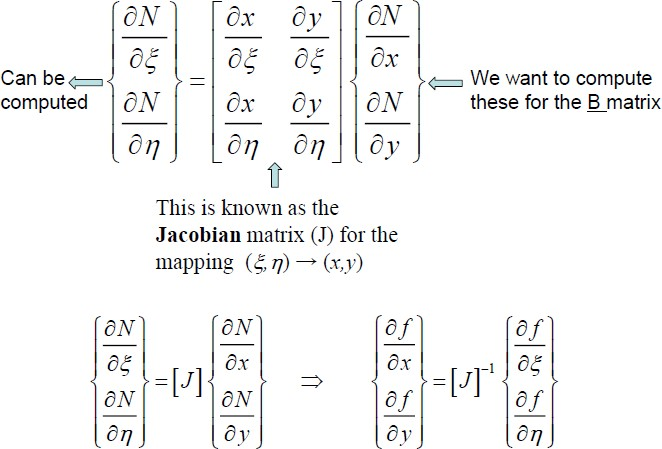 {∂N/∂ξ ∂N/∂η} = [∂x/∂ξ ∂y/∂ξ ∂x/∂η ∂y/∂η] {∂N/∂x ∂N/∂y}
Can be
computed
We want to compute
these for the B matrix
This is known as the
Jacobian matrix (J) for the
mapping (ξ,η) → (x,y)
{∂N/∂ξ ∂N/∂η} = [J] {∂N/∂x ∂N/∂y} ⇒ {∂f/∂x ∂f/∂y} = [J]⁻¹ {∂f/∂ξ ∂f/∂η}